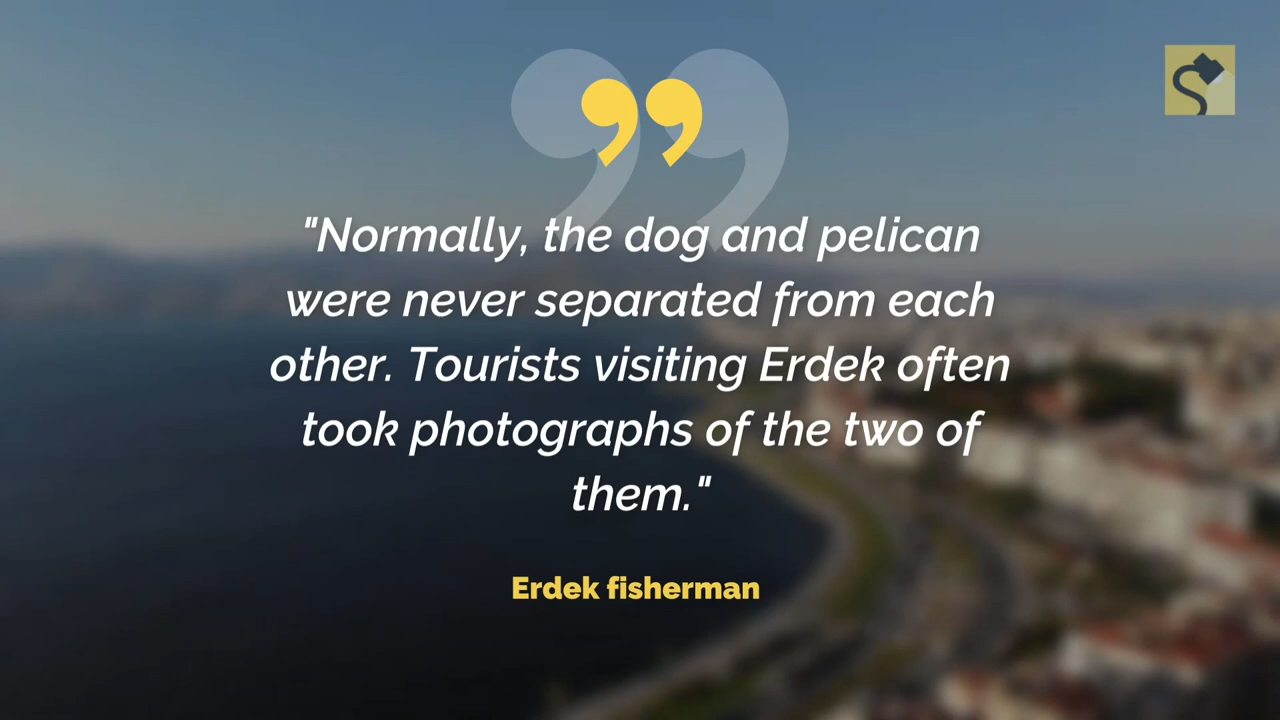 "Normally, the dog and pelican
were never separated from each
other. Tourists visiting Erdek often
took photographs of the two of
them."
Erdek fisherman